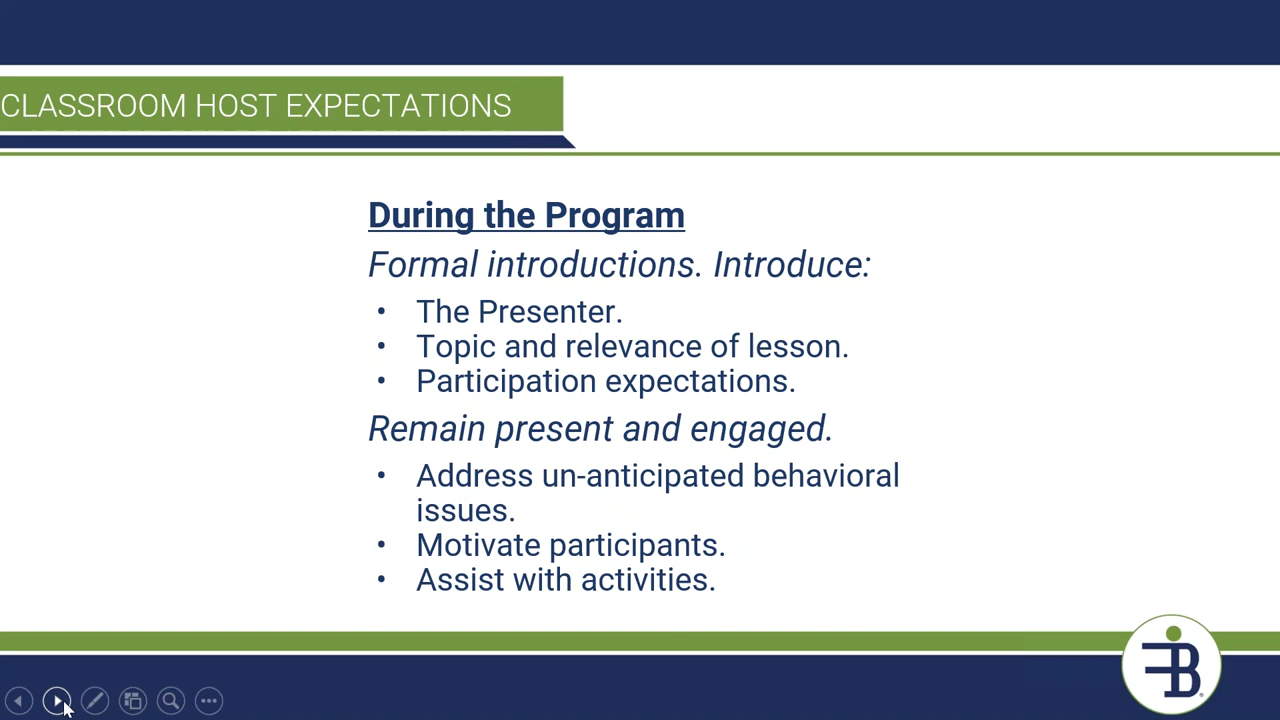 CLASSROOM HOST EXPECTATIONS
During the Program
Formal introductions. Introduce:
• The Presenter.
• Topic and relevance of lesson.
• Participation expectations.
Remain present and engaged.
• Address un-anticipated behavioral
issues.
• Motivate participants.
• Assist with activities.